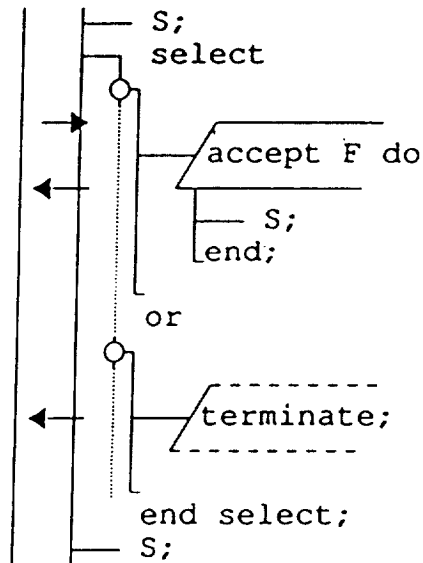 S;
select
accept F do
S;
end;
or
terminate;
end select;
S;